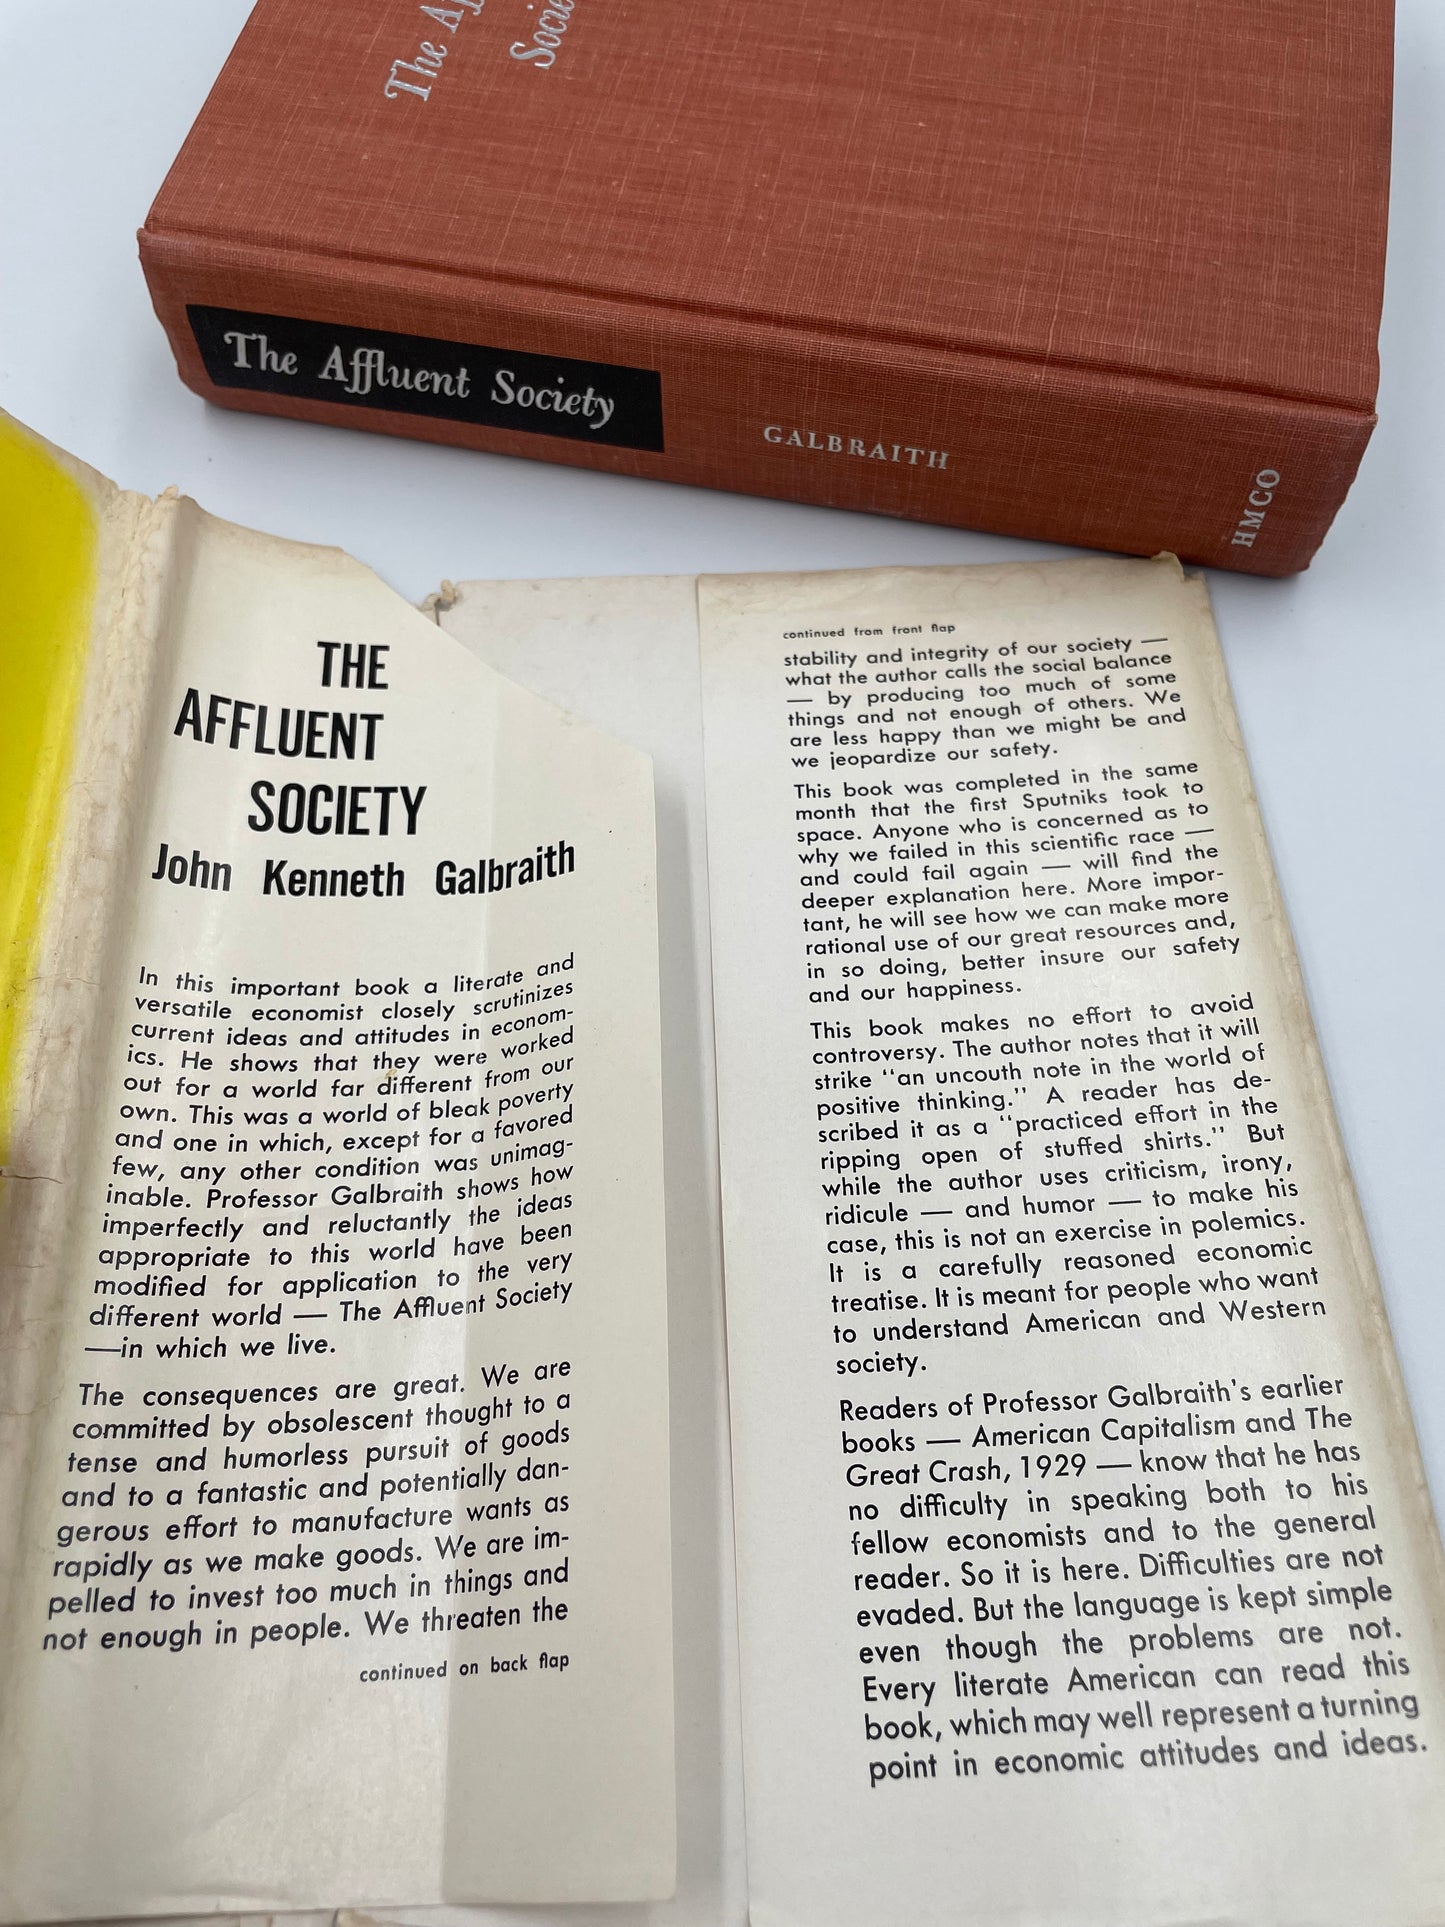 The
Society
The Affluent Society
GALBRAITH
HMCO
THE
AFFLUENT
SOCIETY
John Kenneth Galbraith
In this important book a literate and
versatile economist closely scrutinizes
current ideas and attitudes in econom-
ics. He shows that they were worked
out for a world far different from our
own. This was a world of bleak poverty
and one in which, except for a favored
few, any other condition was unimag-
inable. Professor Galbraith shows how
imperfectly and reluctantly the ideas
appropriate to this world have been
modified for application to the very
different world — The Affluent Society
—in which we live.
The consequences are great. We are
committed by obsolescent thought to a
tense and humorless pursuit of goods
and to a fantastic and potentially dan-
gerous effort to manufacture wants as
rapidly as we make goods. We are im-
pelled to invest too much in things and
not enough in people. We threaten the
continued on back flap
continued from front flap
stability and integrity of our society —
what the author calls the social balance
— by producing too much of some
things and not enough of others. We
are less happy than we might be and
we jeopardize our safety.
This book was completed in the same
month that the first Sputniks took to
space. Anyone who is concerned as to
why we failed in this scientific race —
and could fail again — will find the
deeper explanation here. More impor-
tant, he will see how we can make more
rational use of our great resources and,
in so doing, better insure our safety
and our happiness.
This book makes no effort to avoid
controversy. The author notes that it will
strike "an uncouth note in the world of
positive thinking." A reader has de-
scribed it as a "practiced effort in the
ripping open of stuffed shirts." But
while the author uses criticism, irony,
ridicule — and humor — to make his
case, this is not an exercise in polemics.
It is a carefully reasoned economic
treatise. It is meant for people who want
to understand American and Western
society.
Readers of Professor Galbraith's earlier
books — American Capitalism and The
Great Crash, 1929 — know that he has
no difficulty in speaking both to his
fellow economists and to the general
reader. So it is here. Difficulties are not
evaded. But the language is kept simple
even though the problems are not.
Every literate American can read this
book, which may well represent a turning
point in economic attitudes and ideas.